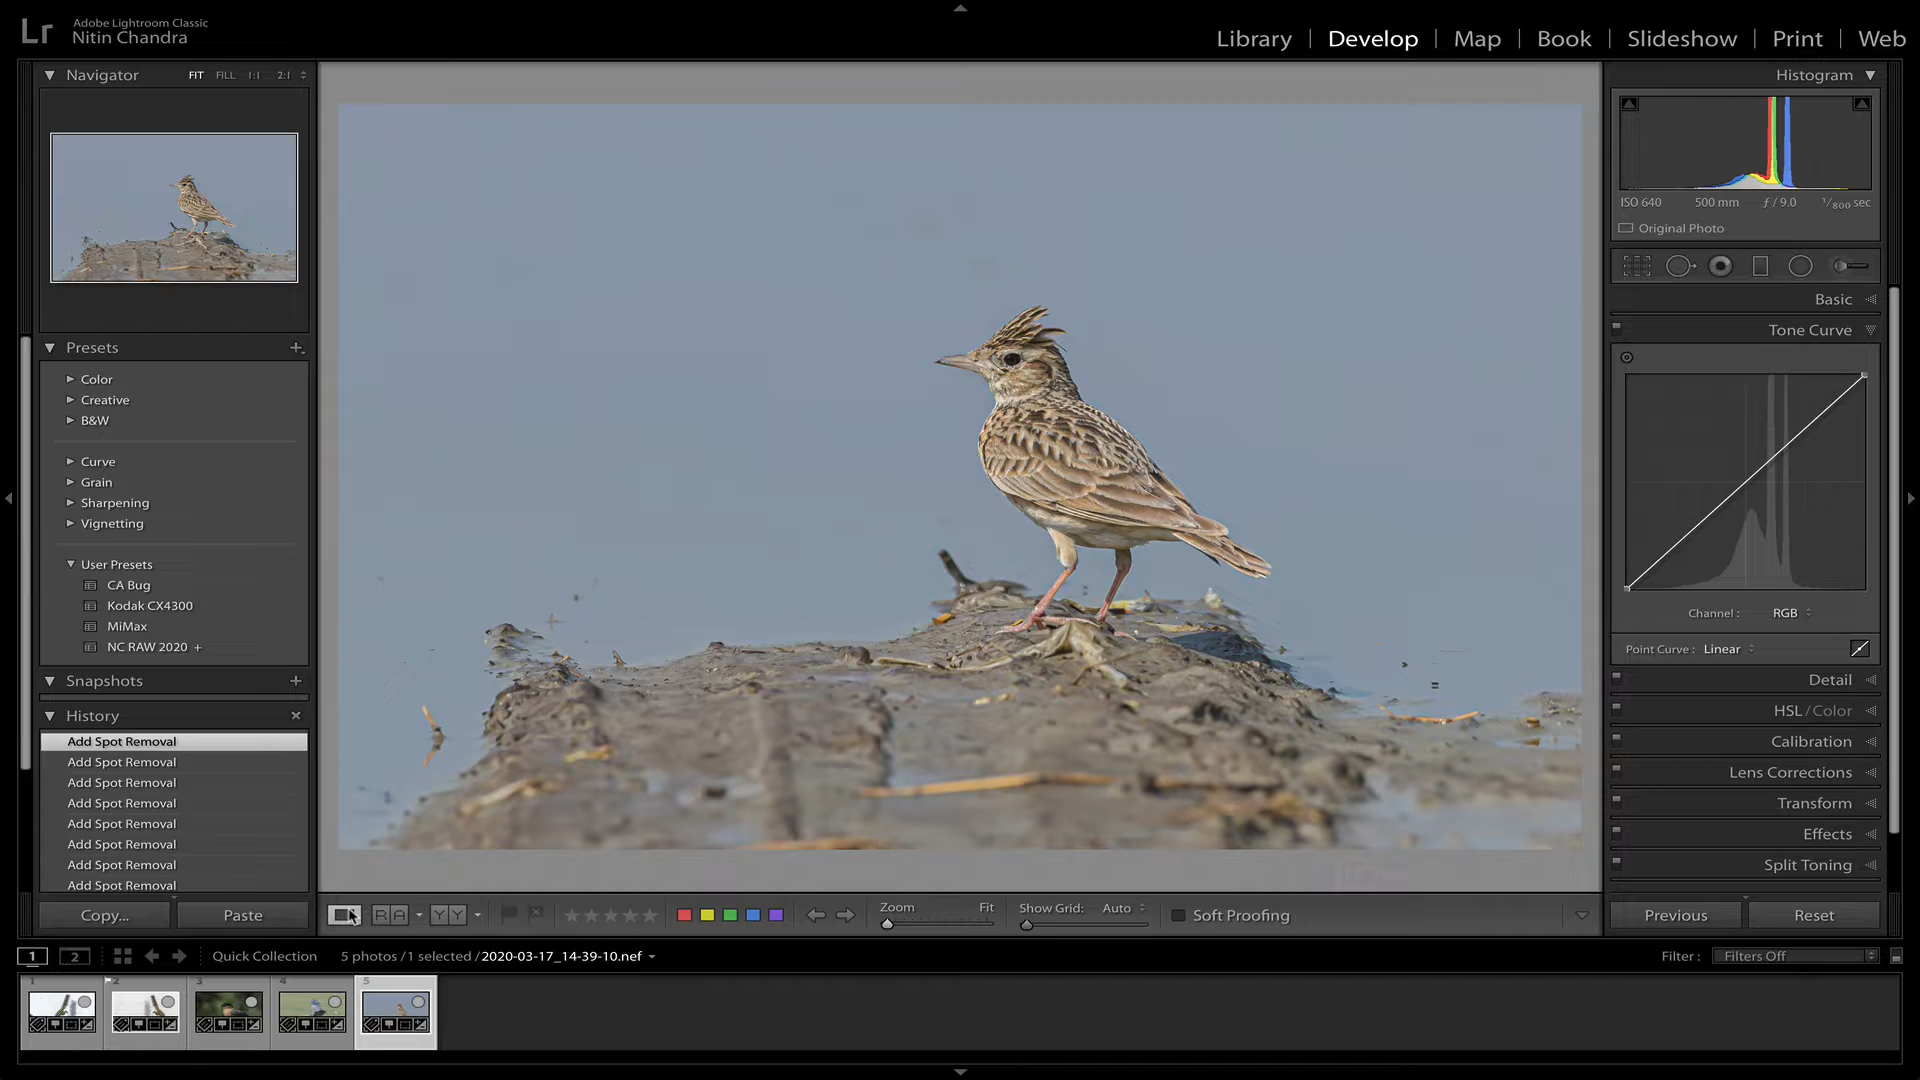 Lr
Adobe Lightroom Classic
Nitin Chandra
Library | Develop | Map | Book | Slideshow | Print | Web
Navigator FIT FILL 1:1 2:1
Presets
Color
Creative
B&W
Curve
Grain
Sharpening
Vignetting
User Presets
CA Bug
Kodak CX4300
MiMax
NC RAW 2020 +
Snapshots
History
Add Spot Removal
Add Spot Removal
Add Spot Removal
Add Spot Removal
Add Spot Removal
Add Spot Removal
Add Spot Removal
Add Spot Removal
Copy... Paste
Histogram
ISO 640 500 mm ƒ / 9.0 1/800 sec
Original Photo
Basic
Tone Curve
Channel : RGB
Point Curve : Linear
Detail
HSL / Color
Calibration
Lens Corrections
Transform
Effects
Split Toning
Previous Reset
R A Y Y Zoom Fit Show Grid: Auto Soft Proofing
1 2 Quick Collection 5 photos / 1 selected / 2020-03-17_14-39-10.nef Filter : Filters Off
1 2 3 4 5